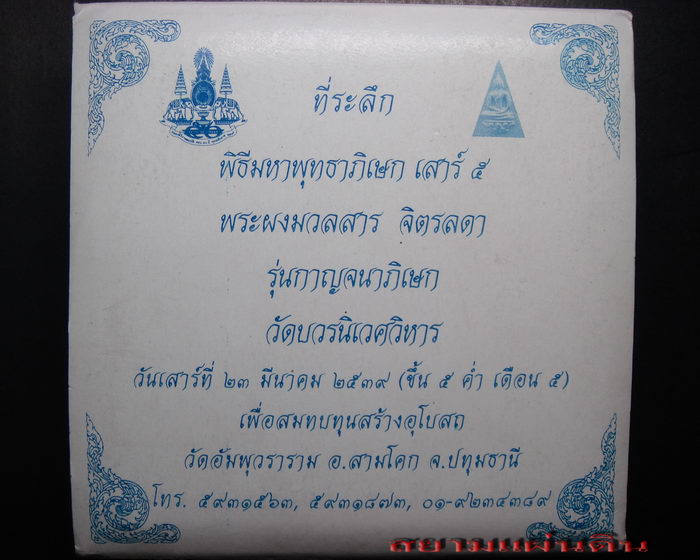 ที่ระลึก
พิธีมหาพุทธาภิเษก เสาร์ ๕
พระผงมวลสาร จิตรลดา
รุ่นกาญจนาภิเษก
วัดบวรนิเวศวิหาร
วันเสาร์ที่ ๒๓ มีนาคม ๒๕๓๙ (ขึ้น ๕ ค่ำ เดือน ๕)
เพื่อสมทบทุนสร้างอุโบสถ
วัดอัมพุวราราม อ.สามโคก จ.ปทุมธานี
โทร. ๕๙๓๑๕๖๓, ๕๙๓๑๘๗๓, ๐๑-๙๒๓๔๓๘๙
สยามแผ่นดิน